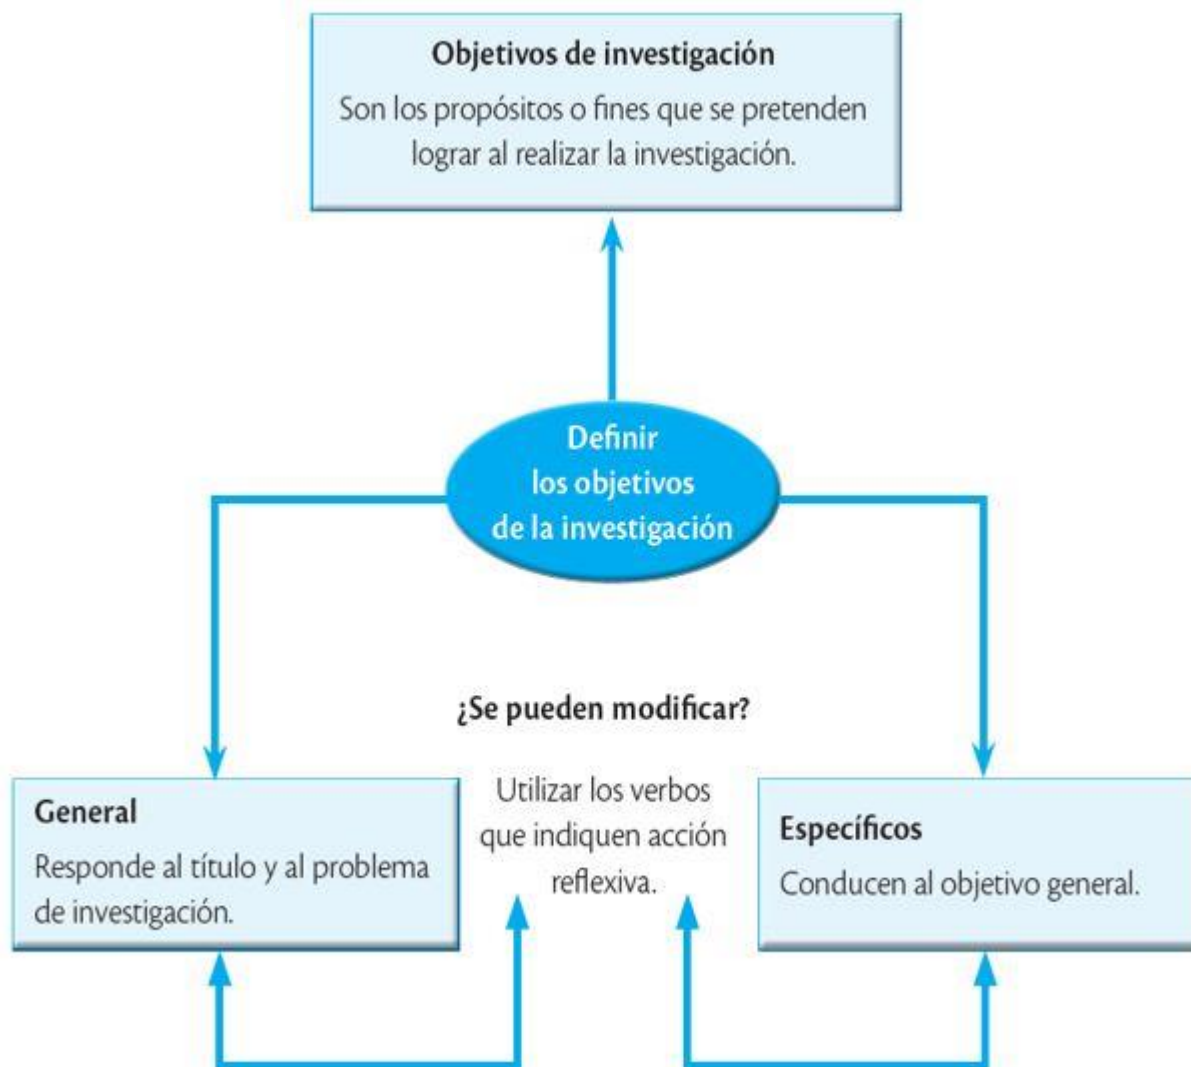 Objetivos de investigación
Son los propósitos o fines que se pretenden
lograr al realizar la investigación.
Definir
los objetivos
de la investigación
¿Se pueden modificar?
Utilizar los verbos
que indiquen acción
reflexiva.
General
Responde al título y al problema
de investigación.
Específicos
Conducen al objetivo general.